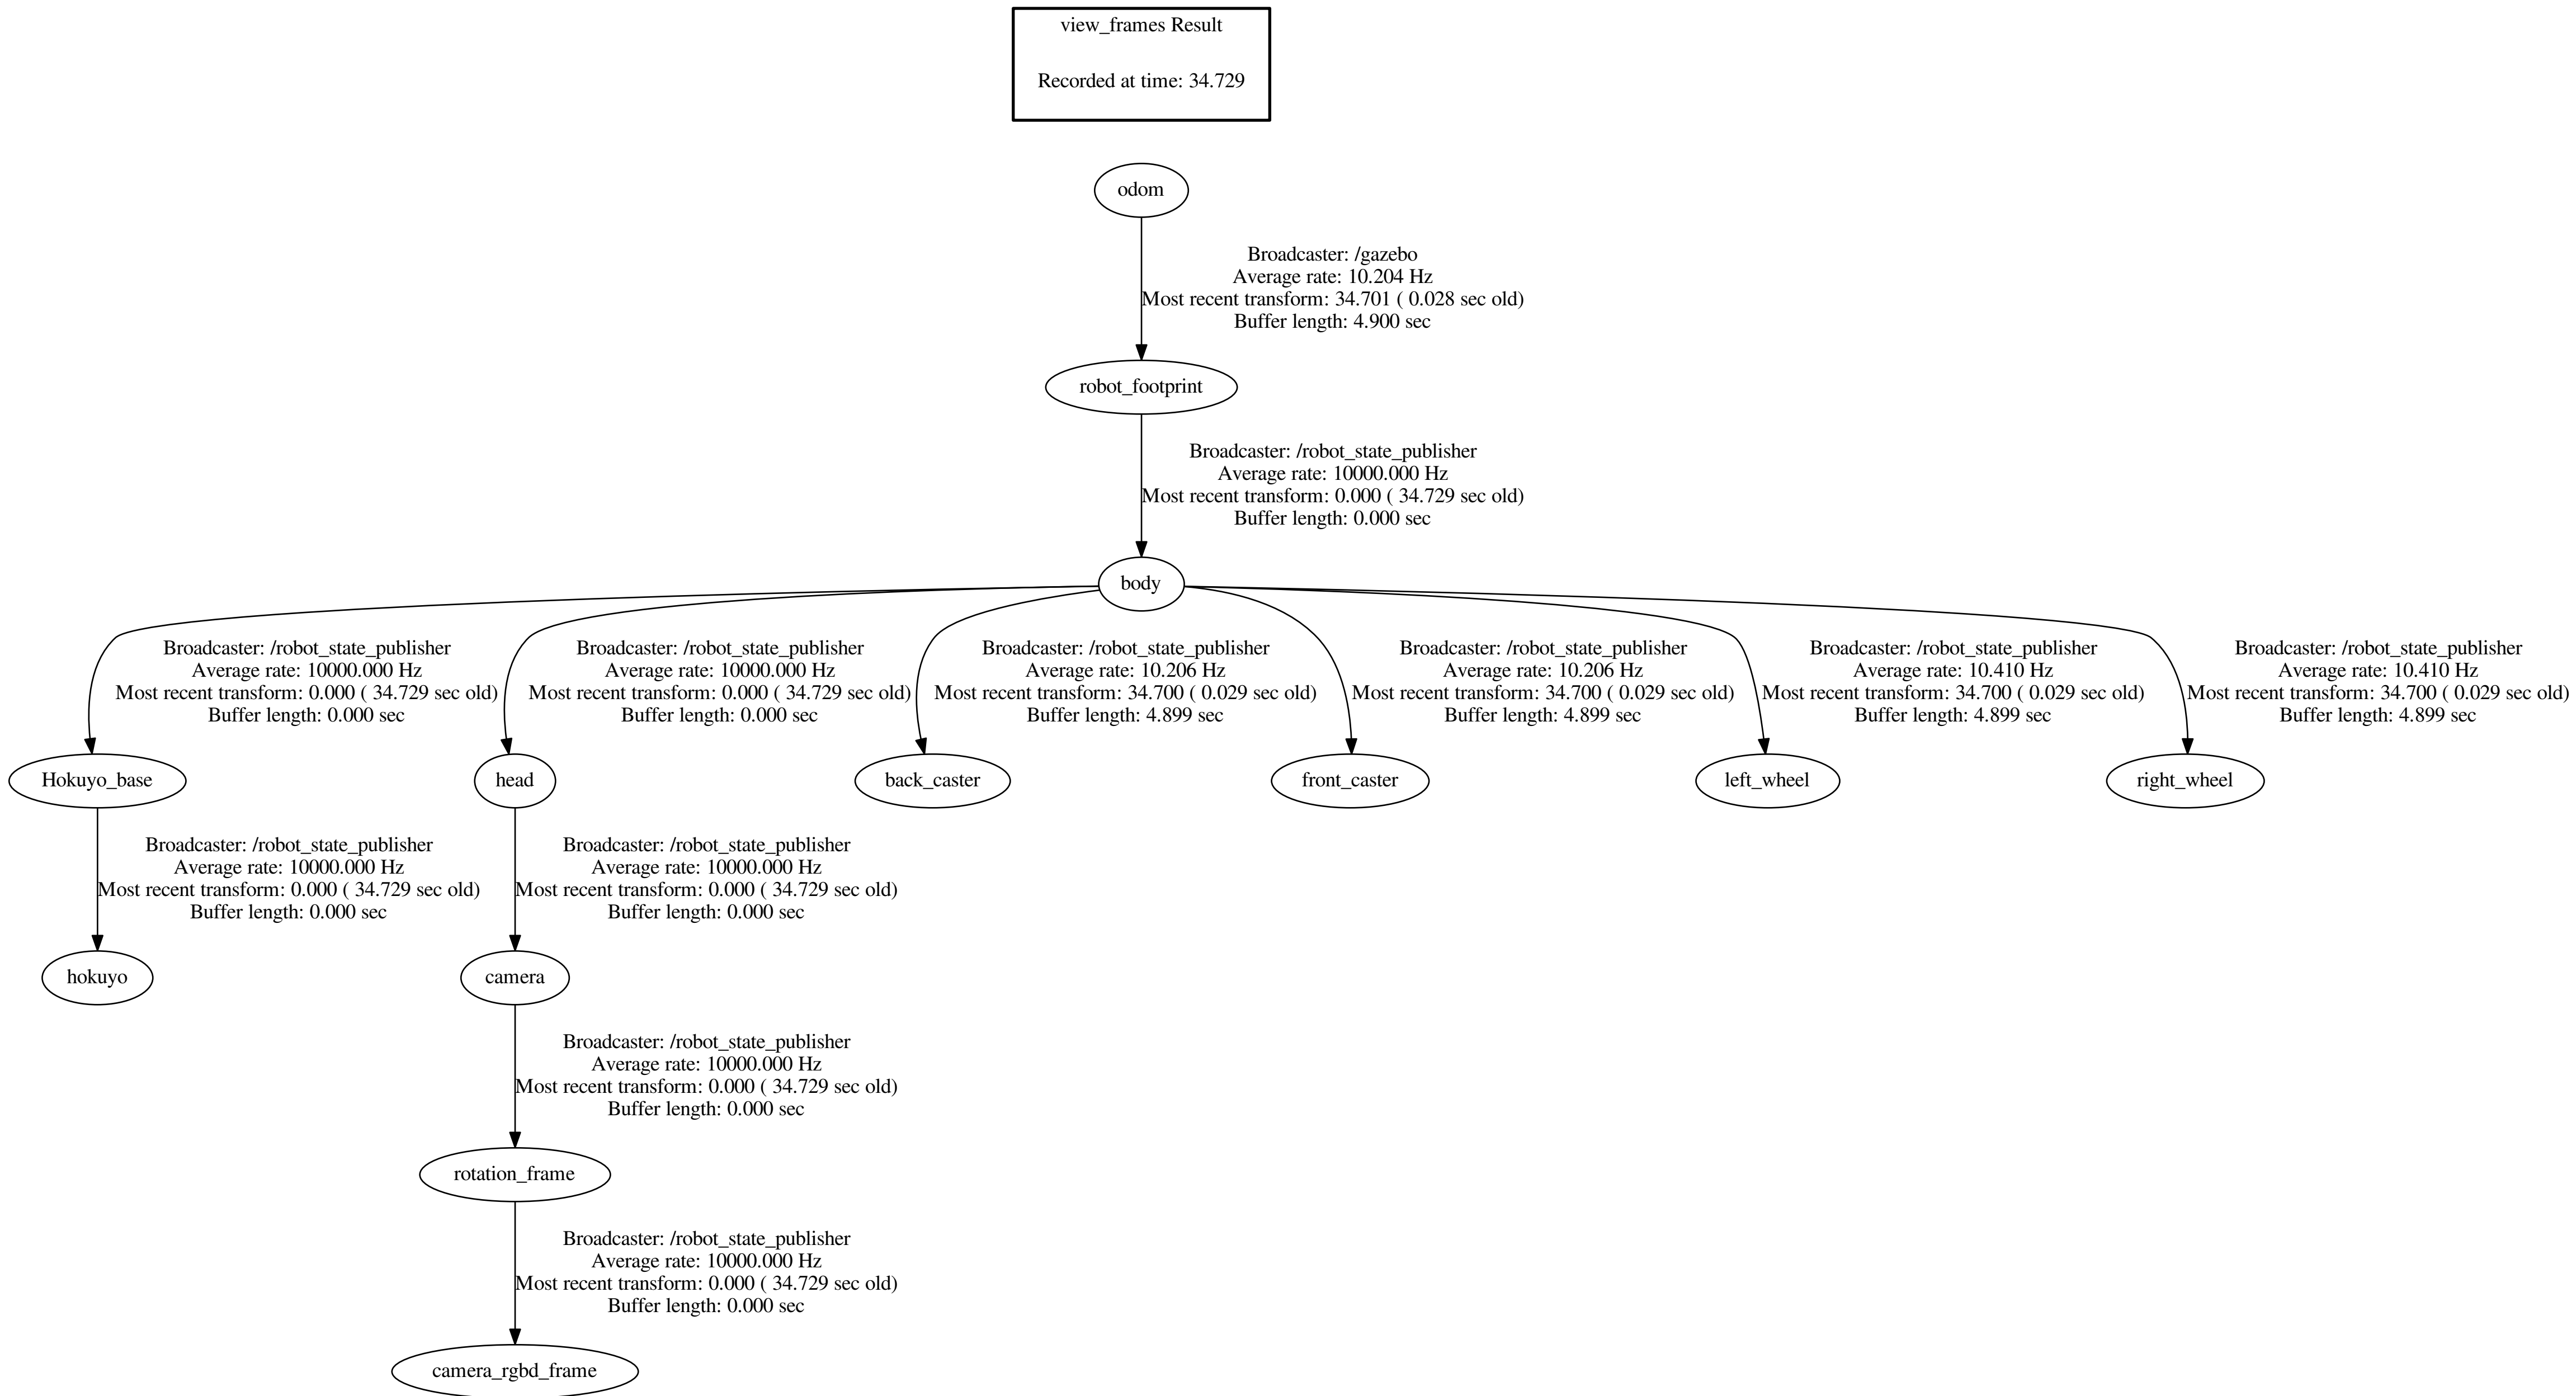 view_frames Result
Recorded at time: 34.729
odom
Broadcaster: /gazebo
Average rate: 10.204 Hz
Most recent transform: 34.701 ( 0.028 sec old)
Buffer length: 4.900 sec
robot_footprint
Broadcaster: /robot_state_publisher
Average rate: 10000.000 Hz
Most recent transform: 0.000 ( 34.729 sec old)
Buffer length: 0.000 sec
body
Broadcaster: /robot_state_publisher
Average rate: 10000.000 Hz
Most recent transform: 0.000 ( 34.729 sec old)
Buffer length: 0.000 sec
Broadcaster: /robot_state_publisher
Average rate: 10000.000 Hz
Most recent transform: 0.000 ( 34.729 sec old)
Buffer length: 0.000 sec
Broadcaster: /robot_state_publisher
Average rate: 10.206 Hz
Most recent transform: 34.700 ( 0.029 sec old)
Buffer length: 4.899 sec
Broadcaster: /robot_state_publisher
Average rate: 10.206 Hz
Most recent transform: 34.700 ( 0.029 sec old)
Buffer length: 4.899 sec
Broadcaster: /robot_state_publisher
Average rate: 10.410 Hz
Most recent transform: 34.700 ( 0.029 sec old)
Buffer length: 4.899 sec
Broadcaster: /robot_state_publisher
Average rate: 10.410 Hz
Most recent transform: 34.700 ( 0.029 sec old)
Buffer length: 4.899 sec
Hokuyo_base
head
back_caster
front_caster
left_wheel
right_wheel
Broadcaster: /robot_state_publisher
Average rate: 10000.000 Hz
Most recent transform: 0.000 ( 34.729 sec old)
Buffer length: 0.000 sec
Broadcaster: /robot_state_publisher
Average rate: 10000.000 Hz
Most recent transform: 0.000 ( 34.729 sec old)
Buffer length: 0.000 sec
hokuyo
camera
Broadcaster: /robot_state_publisher
Average rate: 10000.000 Hz
Most recent transform: 0.000 ( 34.729 sec old)
Buffer length: 0.000 sec
rotation_frame
Broadcaster: /robot_state_publisher
Average rate: 10000.000 Hz
Most recent transform: 0.000 ( 34.729 sec old)
Buffer length: 0.000 sec
camera_rgbd_frame